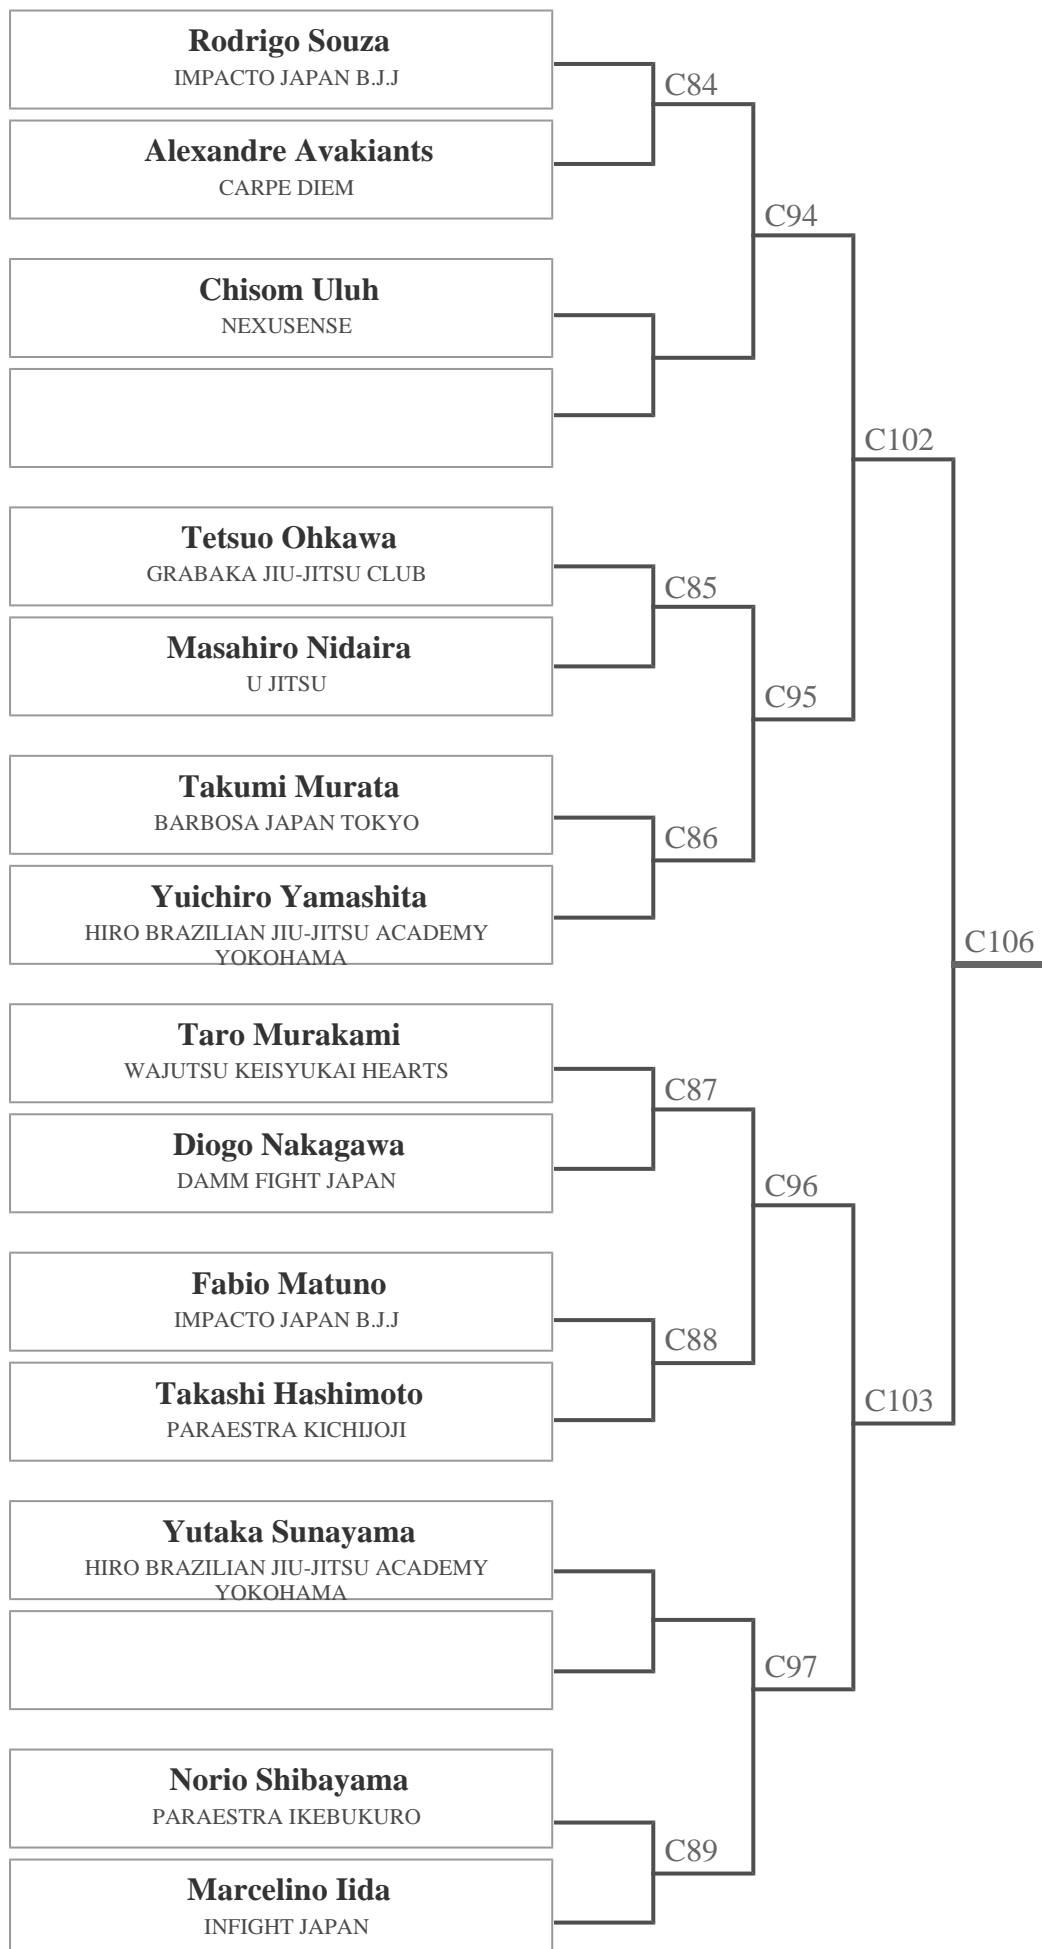 Rodrigo Souza
IMPACTO JAPAN B.J.J
C84
Alexandre Avakiants
CARPE DIEM
C94
Chisom Uluh
NEXUSENSE
C102
Tetsuo Ohkawa
GRABAKA JIU-JITSU CLUB
C85
Masahiro Nidaira
U JITSU
C95
Takumi Murata
BARBOSA JAPAN TOKYO
C86
Yuichiro Yamashita
HIRO BRAZILIAN JIU-JITSU ACADEMY
YOKOHAMA
C106
Taro Murakami
WAJUTSU KEISYUKAI HEARTS
C87
Diogo Nakagawa
DAMM FIGHT JAPAN
C96
Fabio Matuno
IMPACTO JAPAN B.J.J
C88
Takashi Hashimoto
PARAESTRA KICHIJOJI
C103
Yutaka Sunayama
HIRO BRAZILIAN JIU-JITSU ACADEMY
YOKOHAMA
C97
Norio Shibayama
PARAESTRA IKEBUKURO
C89
Marcelino Iida
INFIGHT JAPAN